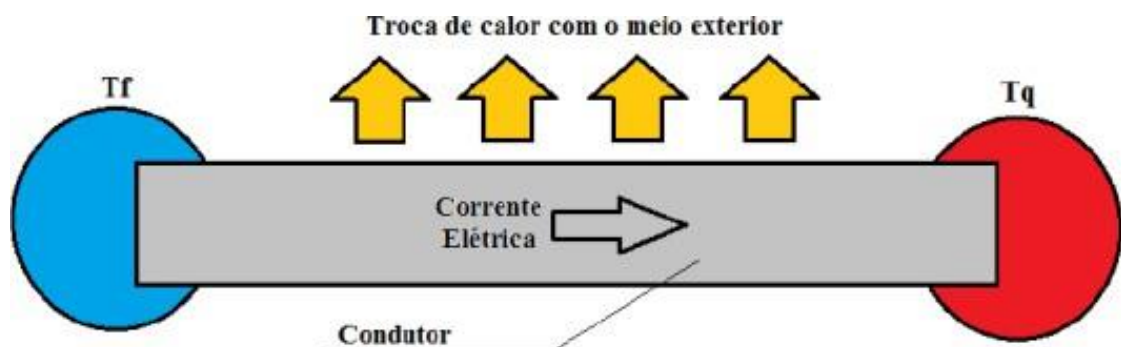 Troca de calor com o meio exterior
Tf
Tq
Corrente
Elétrica
Condutor